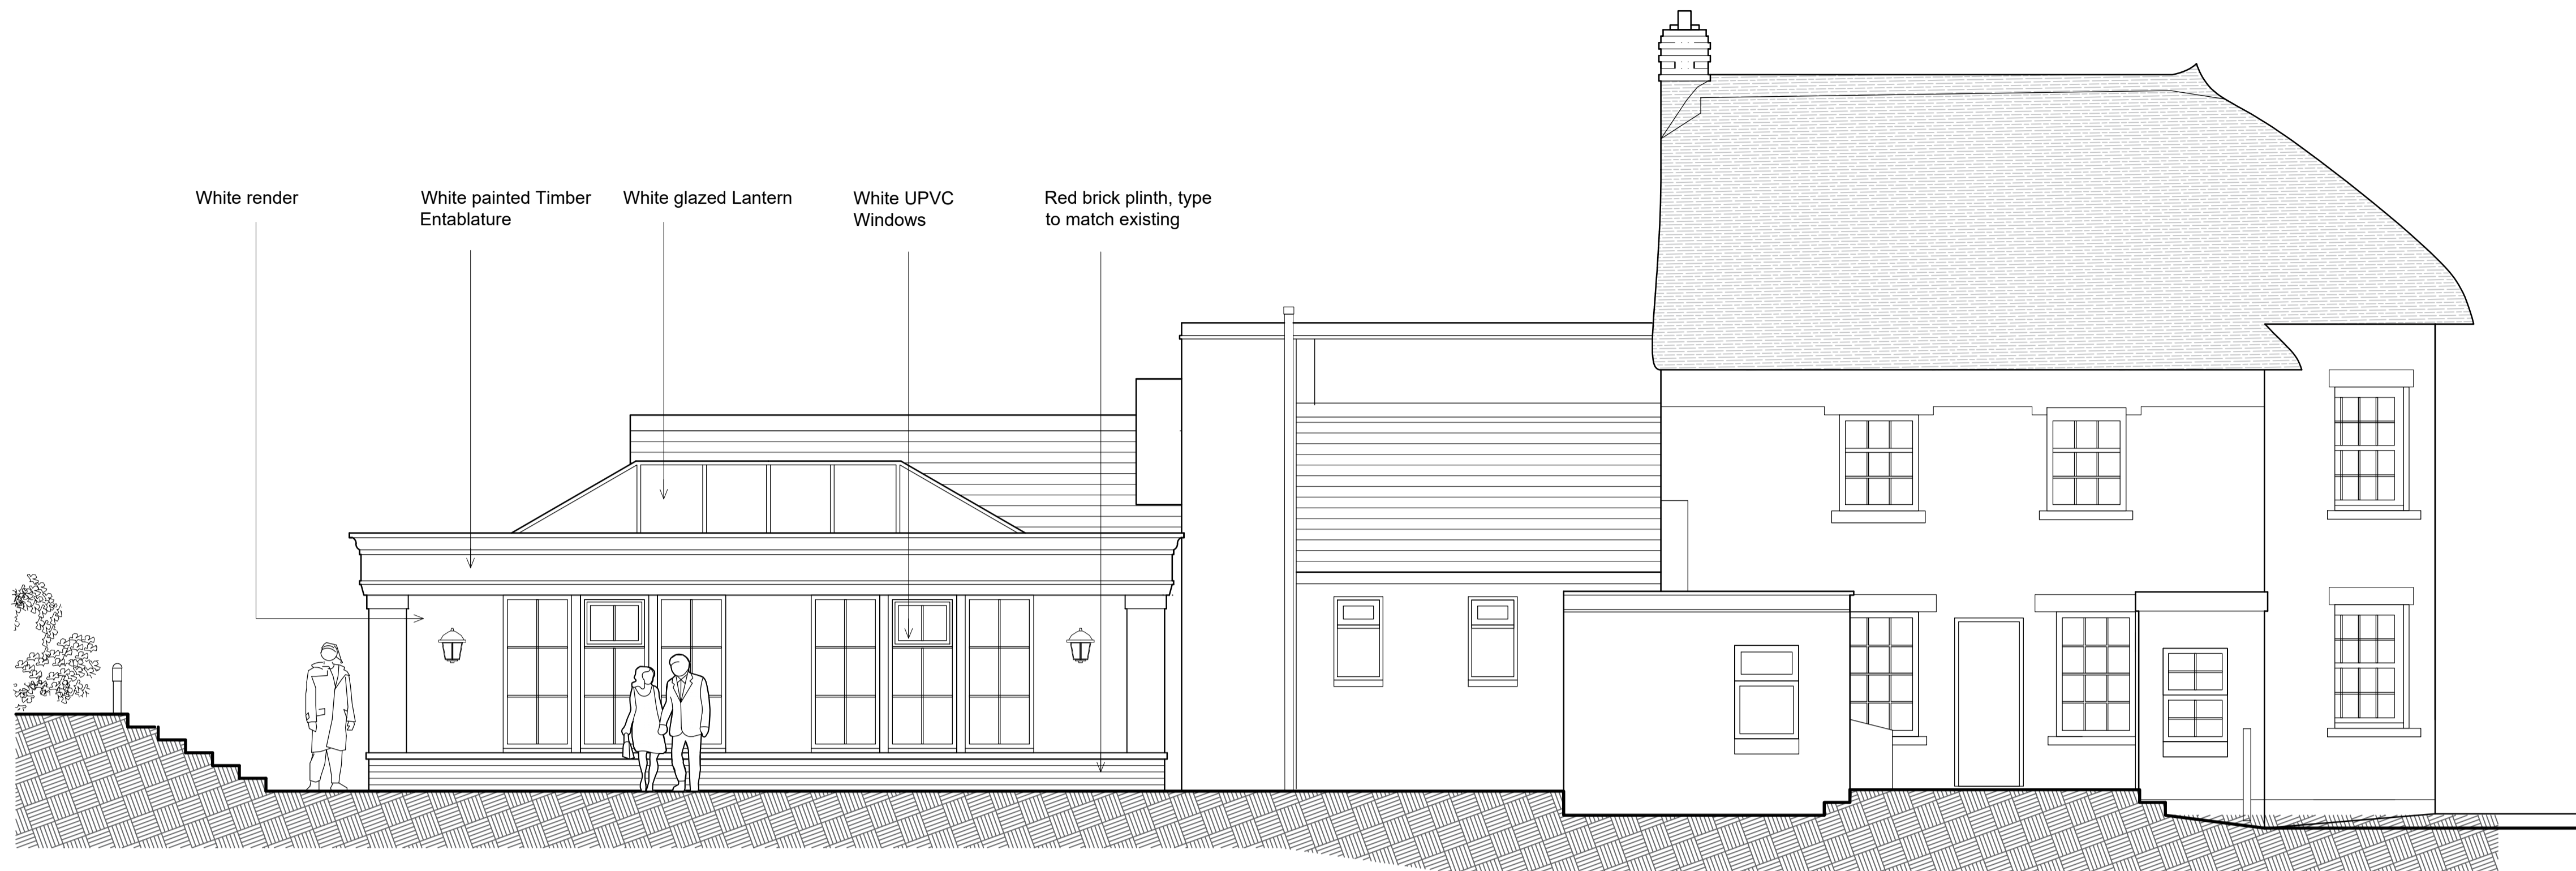 White render
White painted Timber
Entablature
White glazed Lantern
White UPVC
Windows
Red brick plinth, type
to match existing